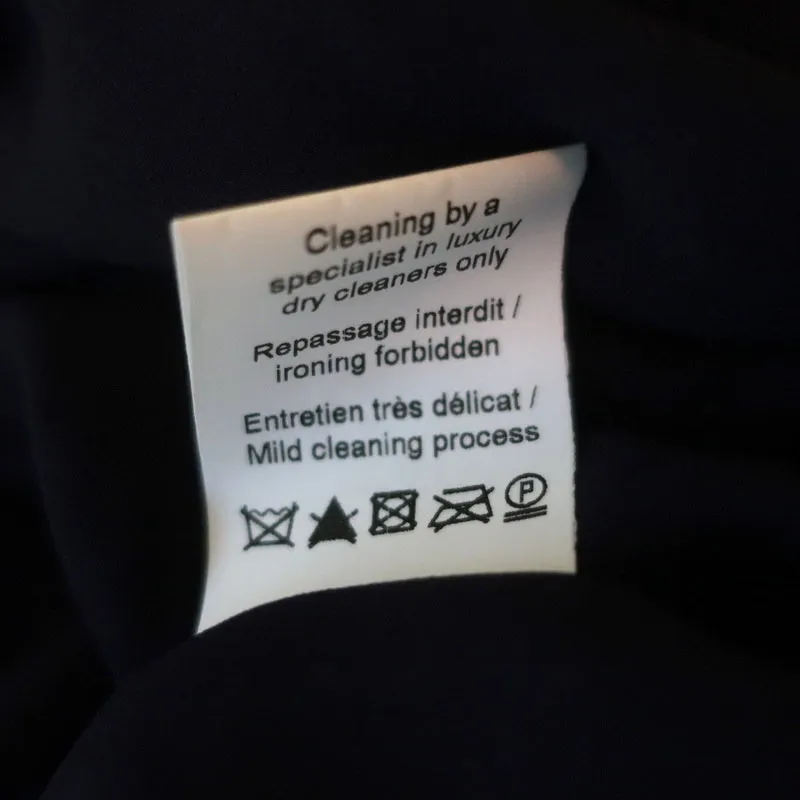 Cleaning by a
specialist in luxury
dry cleaners only
Repassage interdit /
ironing forbidden
Entretien très délicat /
Mild cleaning process
P